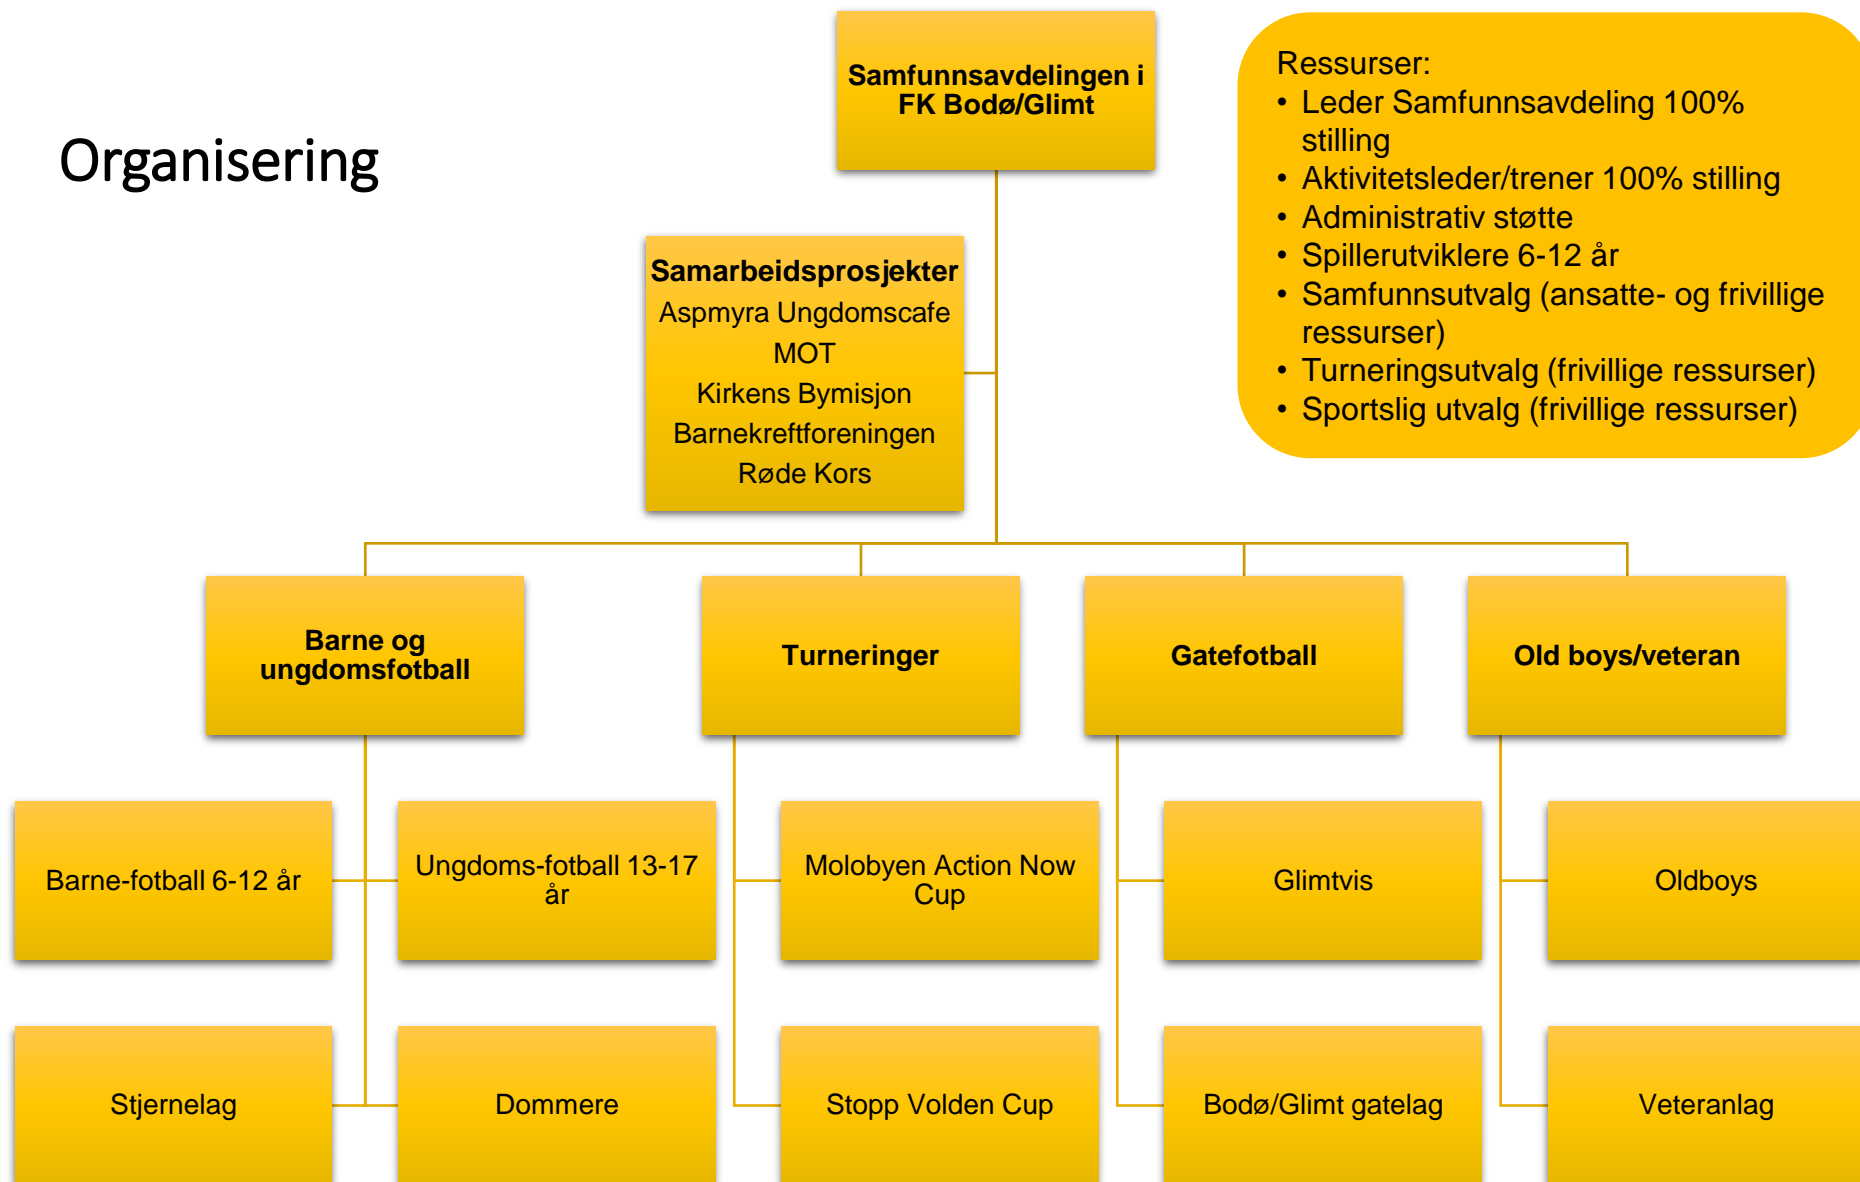 Organisering
Samfunnsavdelingen i
FK Bodø/Glimt
Ressurser:
• Leder Samfunnsavdeling 100%
stilling
• Aktivitetsleder/trener 100% stilling
• Administrativ støtte
• Spillerutviklere 6-12 år
• Samfunnsutvalg (ansatte- og frivillige
ressurser)
• Turneringsutvalg (frivillige ressurser)
• Sportslig utvalg (frivillige ressurser)
Samarbeidsprosjekter
Aspmyra Ungdomscafe
MOT
Kirkens Bymisjon
Barnekreftforeningen
Røde Kors
Barne og
ungdomsfotball
Turneringer
Gatefotball
Old boys/veteran
Barne-fotball 6-12 år
Ungdoms-fotball 13-17
år
Molobyen Action Now
Cup
Glimtvis
Oldboys
Stjernelag
Dommere
Stopp Volden Cup
Bodø/Glimt gatelag
Veteranlag